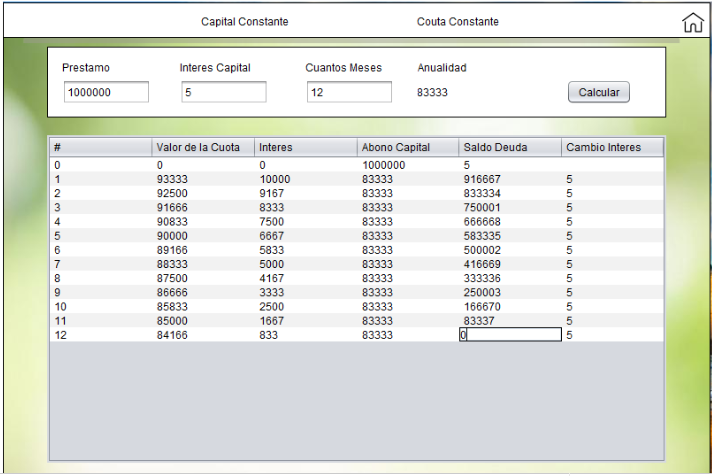 Capital Constante Couta Constante
Prestamo Interes Capital Cuantos Meses Anualidad
1000000 5 12 83333 Calcular
# Valor de la Cuota Interes Abono Capital Saldo Deuda Cambio Interes
0 0 0 1000000 5
1 93333 10000 83333 916667 5
2 92500 9167 83333 833334 5
3 91666 8333 83333 750001 5
4 90833 7500 83333 666668 5
5 90000 6667 83333 583335 5
6 89166 5833 83333 500002 5
7 88333 5000 83333 416669 5
8 87500 4167 83333 333336 5
9 86666 3333 83333 250003 5
10 85833 2500 83333 166670 5
11 85000 1667 83333 83337 5
12 84166 833 83333 0 5